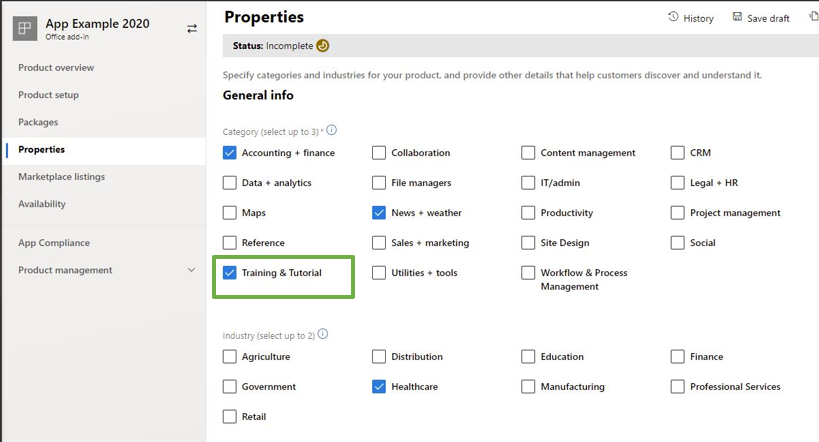 App Example 2020
Office add-in
Product overview
Product setup
Packages
Properties
Marketplace listings
Availability
App Compliance
Product management
Properties
History
Save draft
Status: Incomplete
Specify categories and industries for your product, and provide other details that help customers discover and understand it.
General info
Category (select up to 3) *
Accounting + finance
Collaboration
Content management
CRM
Data + analytics
File managers
IT/admin
Legal + HR
Maps
News + weather
Productivity
Project management
Reference
Sales + marketing
Site Design
Social
Training & Tutorial
Utilities + tools
Workflow & Process
Management
Industry (select up to 2)
Agriculture
Distribution
Education
Finance
Government
Healthcare
Manufacturing
Professional Services
Retail